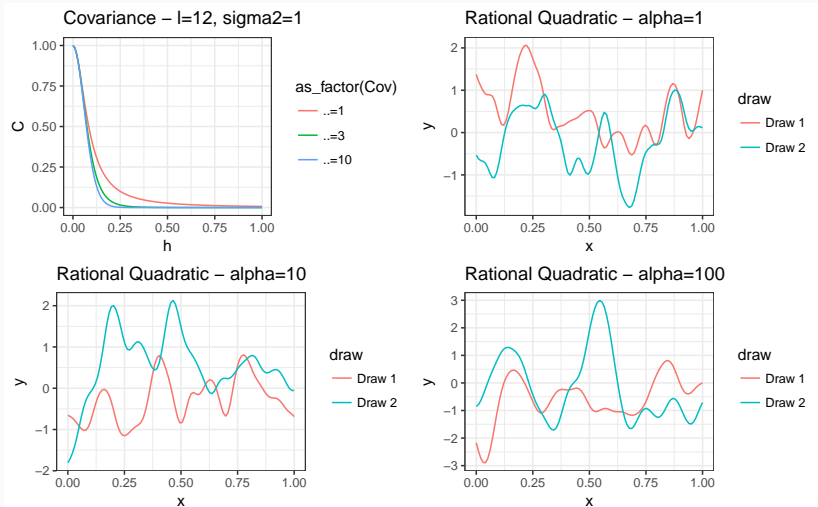 Covariance − l=12, sigma2=1
C
1.00
0.75
0.50
0.25
0.00
0.00 0.25 0.50 0.75 1.00
h
as_factor(Cov)
..=1
..=3
..=10
Rational Quadratic − alpha=1
y
2
1
0
−1
0.00 0.25 0.50 0.75 1.00
x
draw
Draw 1
Draw 2
Rational Quadratic − alpha=10
y
2
1
0
−1
−2
0.00 0.25 0.50 0.75 1.00
x
draw
Draw 1
Draw 2
Rational Quadratic − alpha=100
y
3
2
1
0
−1
−2
−3
0.00 0.25 0.50 0.75 1.00
x
draw
Draw 1
Draw 2